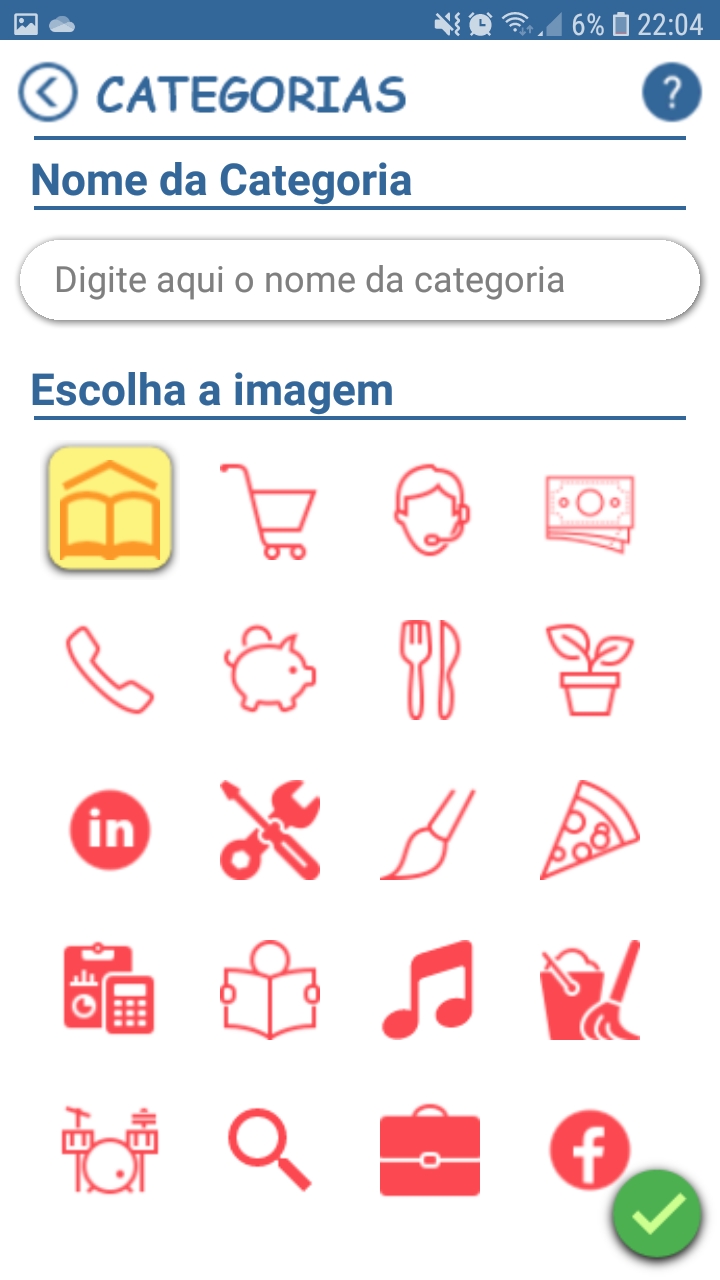 6% 22:04
CATEGORIAS ?
Nome da Categoria
Digite aqui o nome da categoria
Escolha a imagem
in
f